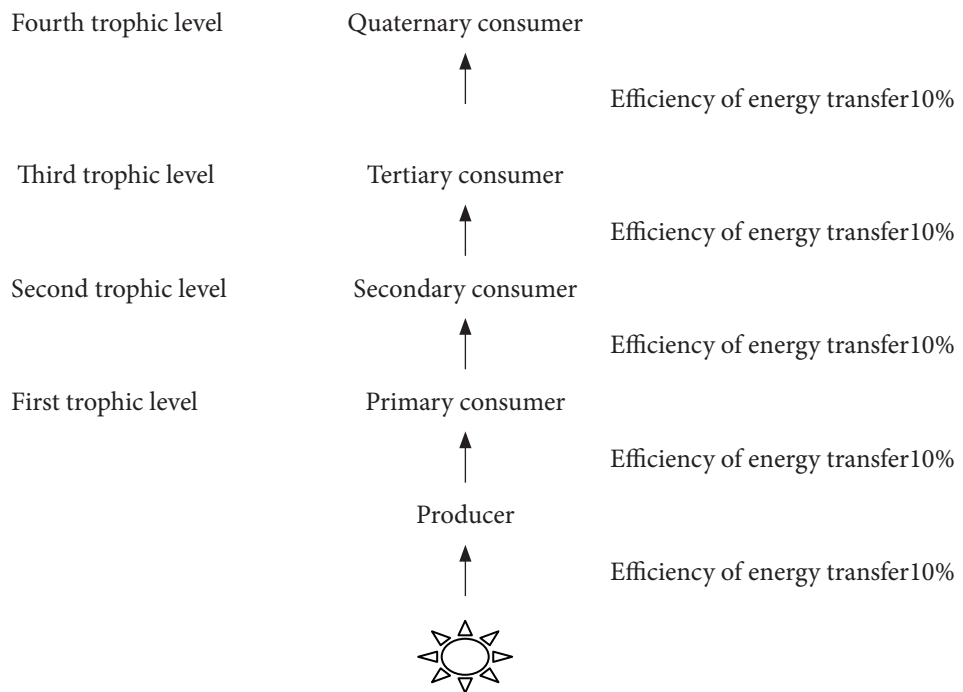 Fourth trophic level Quaternary consumer
Efficiency of energy transfer10%
Third trophic level Tertiary consumer
Efficiency of energy transfer10%
Second trophic level Secondary consumer
Efficiency of energy transfer10%
First trophic level Primary consumer
Efficiency of energy transfer10%
Producer
Efficiency of energy transfer10%